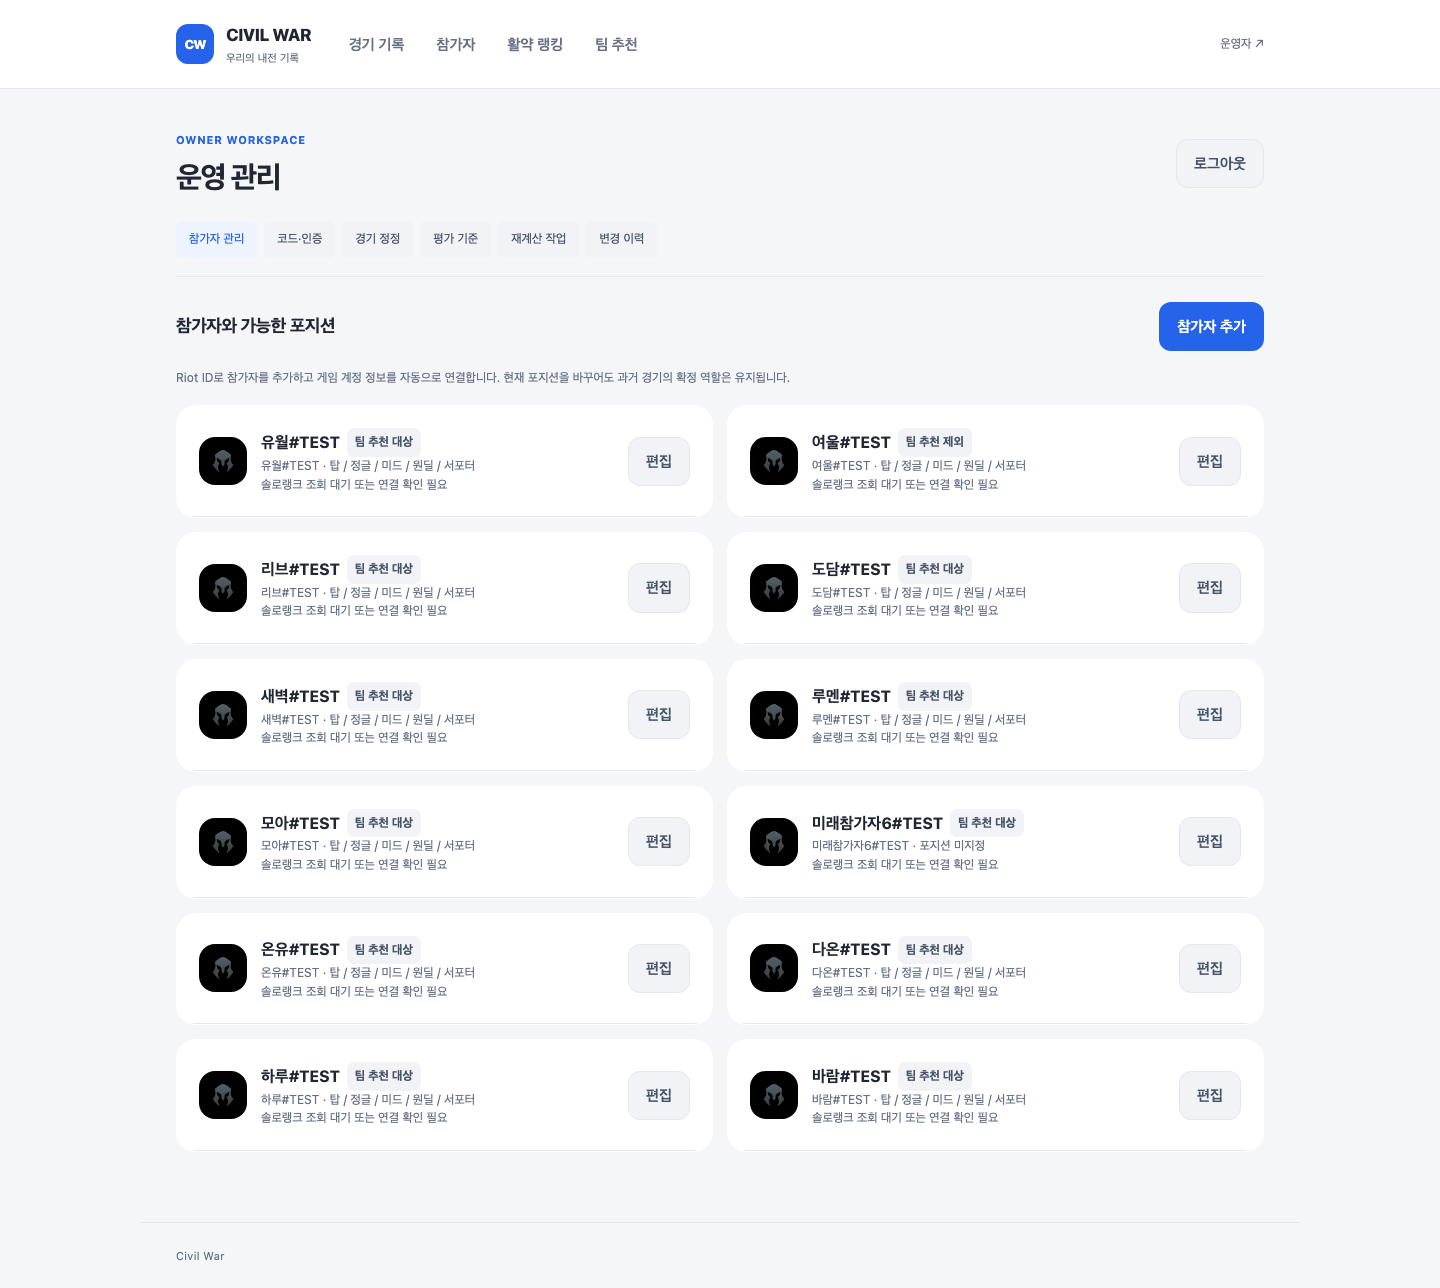 CW
CIVIL WAR
우리의 내전 기록
경기 기록
참가자
활약 랭킹
팀 추천
운영자 ↗
OWNER WORKSPACE
운영 관리
로그아웃
참가자 관리
코드·인증
경기 정정
평가 기준
재계산 작업
변경 이력
참가자와 가능한 포지션
참가자 추가
Riot ID로 참가자를 추가하고 게임 계정 정보를 자동으로 연결합니다. 현재 포지션을 바꾸어도 과거 경기의 확정 역할은 유지됩니다.
유월#TEST 팀 추천 대상
유월#TEST · 탑 / 정글 / 미드 / 원딜 / 서포터
솔로랭크 조회 대기 또는 연결 확인 필요
편집
여울#TEST 팀 추천 제외
여울#TEST · 탑 / 정글 / 미드 / 원딜 / 서포터
솔로랭크 조회 대기 또는 연결 확인 필요
편집
리브#TEST 팀 추천 대상
리브#TEST · 탑 / 정글 / 미드 / 원딜 / 서포터
솔로랭크 조회 대기 또는 연결 확인 필요
편집
도담#TEST 팀 추천 대상
도담#TEST · 탑 / 정글 / 미드 / 원딜 / 서포터
솔로랭크 조회 대기 또는 연결 확인 필요
편집
새벽#TEST 팀 추천 대상
새벽#TEST · 탑 / 정글 / 미드 / 원딜 / 서포터
솔로랭크 조회 대기 또는 연결 확인 필요
편집
루멘#TEST 팀 추천 대상
루멘#TEST · 탑 / 정글 / 미드 / 원딜 / 서포터
솔로랭크 조회 대기 또는 연결 확인 필요
편집
모아#TEST 팀 추천 대상
모아#TEST · 탑 / 정글 / 미드 / 원딜 / 서포터
솔로랭크 조회 대기 또는 연결 확인 필요
편집
미래참가자6#TEST 팀 추천 대상
미래참가자6#TEST · 포지션 미지정
솔로랭크 조회 대기 또는 연결 확인 필요
편집
온유#TEST 팀 추천 대상
온유#TEST · 탑 / 정글 / 미드 / 원딜 / 서포터
솔로랭크 조회 대기 또는 연결 확인 필요
편집
다온#TEST 팀 추천 대상
다온#TEST · 탑 / 정글 / 미드 / 원딜 / 서포터
솔로랭크 조회 대기 또는 연결 확인 필요
편집
하루#TEST 팀 추천 대상
하루#TEST · 탑 / 정글 / 미드 / 원딜 / 서포터
솔로랭크 조회 대기 또는 연결 확인 필요
편집
바람#TEST 팀 추천 대상
바람#TEST · 탑 / 정글 / 미드 / 원딜 / 서포터
솔로랭크 조회 대기 또는 연결 확인 필요
편집
Civil War